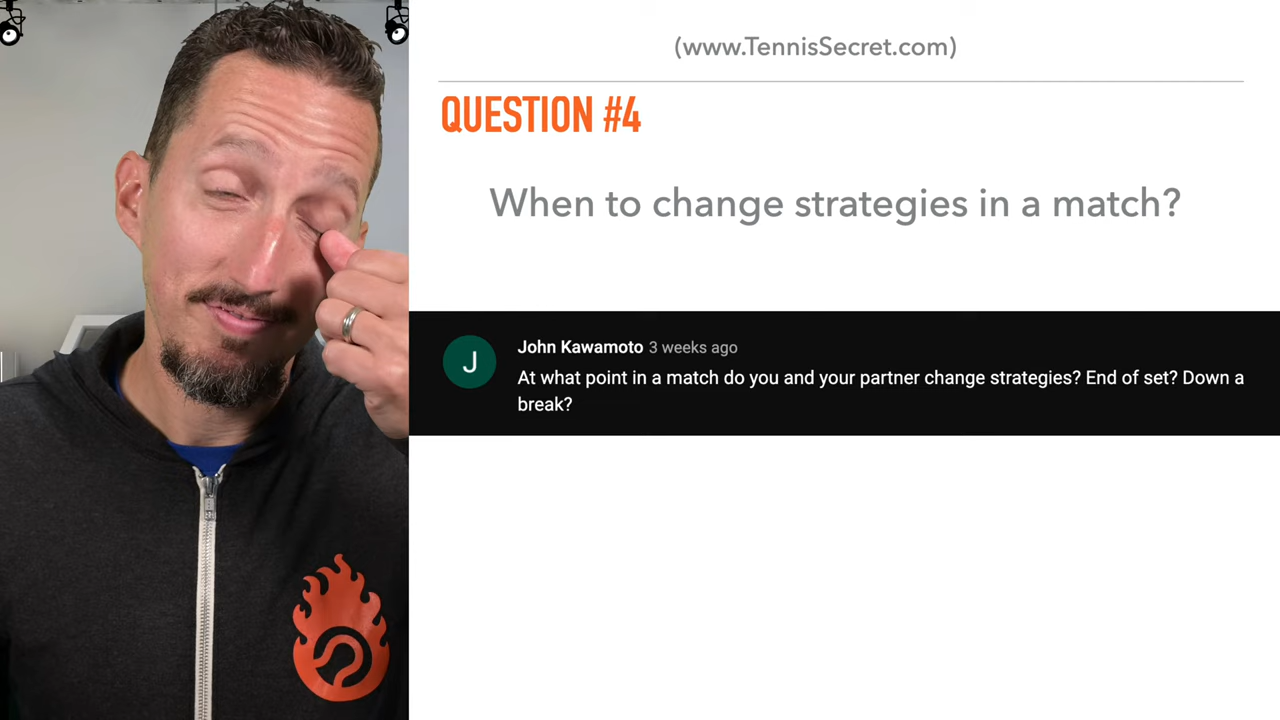 (www.TennisSecret.com)
QUESTION #4
When to change strategies in a match?
J
John Kawamoto 3 weeks ago
At what point in a match do you and your partner change strategies? End of set? Down a
break?